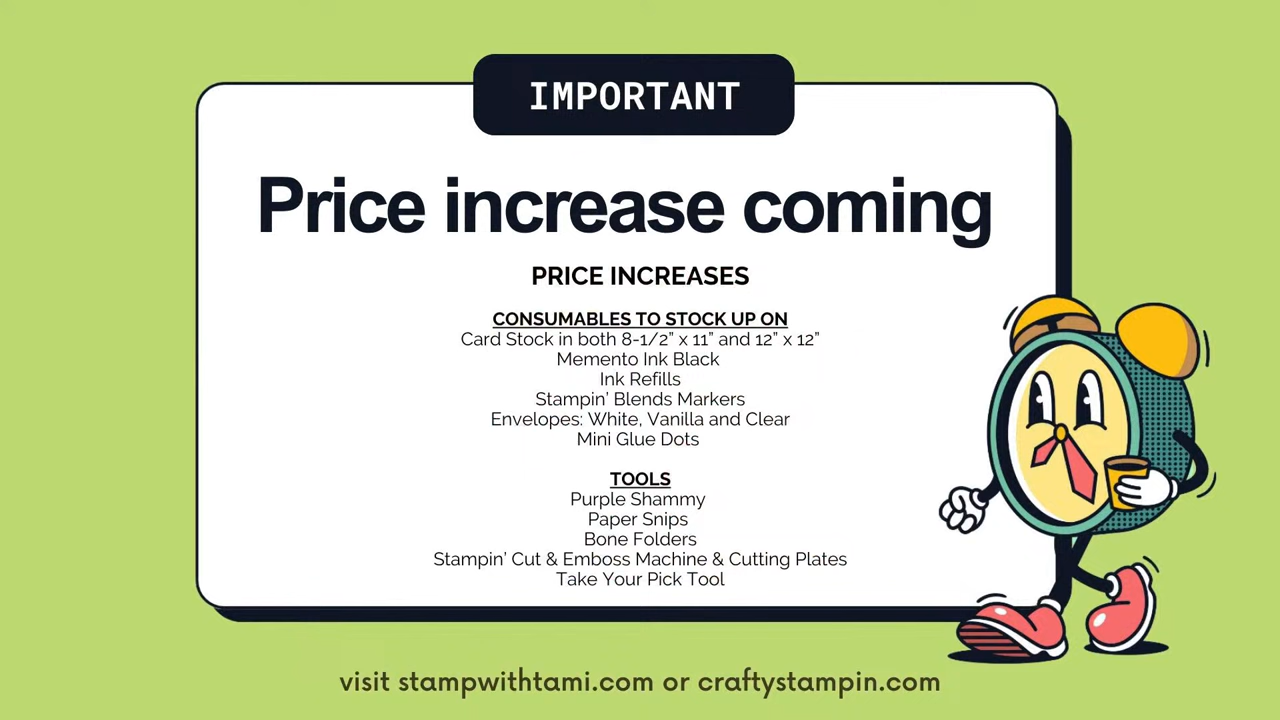 IMPORTANT
Price increase coming
PRICE INCREASES
CONSUMABLES TO STOCK UP ON
Card Stock in both 8-1/2” x 11” and 12” x 12”
Memento Ink Black
Ink Refills
Stampin’ Blends Markers
Envelopes: White, Vanilla and Clear
Mini Glue Dots
TOOLS
Purple Shammy
Paper Snips
Bone Folders
Stampin’ Cut & Emboss Machine & Cutting Plates
Take Your Pick Tool
visit stampwithtami.com or craftystampin.com